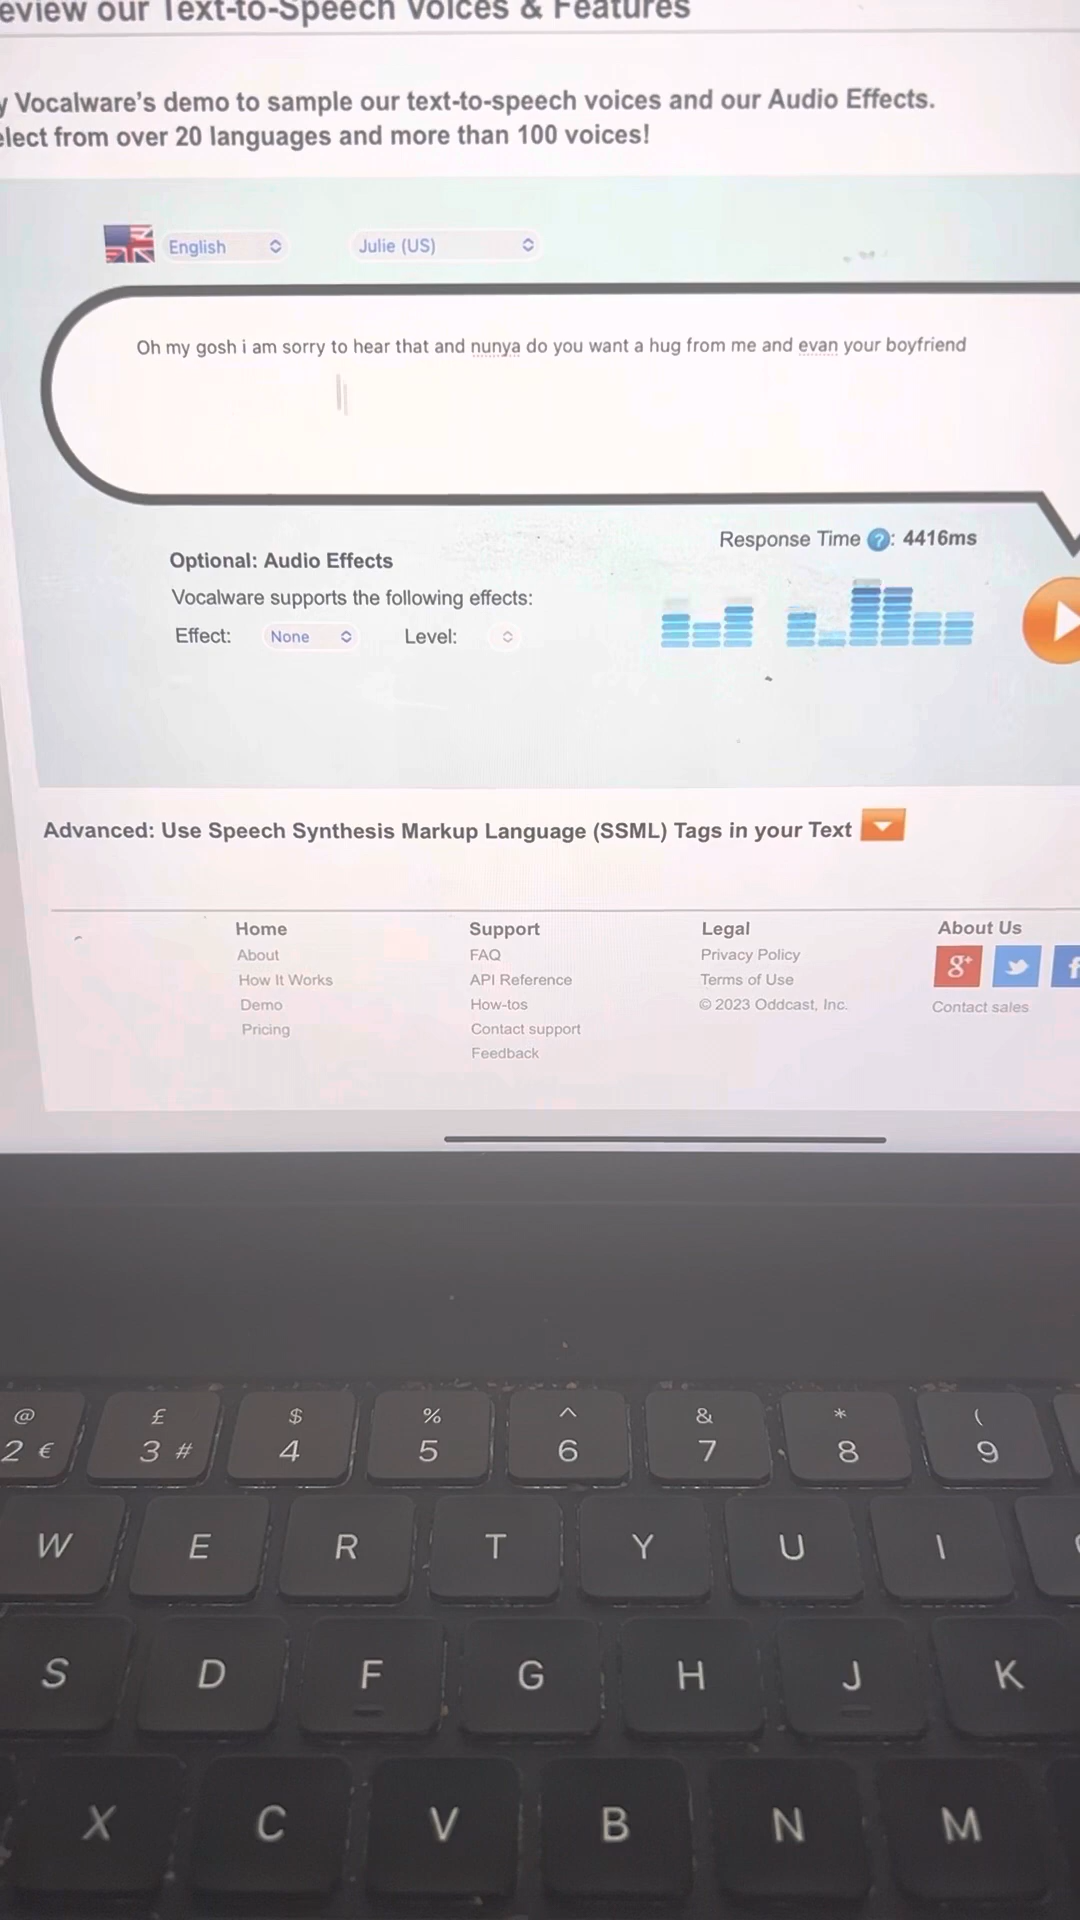 eview our Text-to-Speech Voices & Features
y Vocalware's demo to sample our text-to-speech voices and our Audio Effects.
elect from over 20 languages and more than 100 voices!
English Julie (US)
Oh my gosh i am sorry to hear that and nunya do you want a hug from me and evan your boyfriend
Response Time ?: 4416ms
Optional: Audio Effects
Vocalware supports the following effects:
Effect: None Level:
Advanced: Use Speech Synthesis Markup Language (SSML) Tags in your Text
Home Support Legal About Us
About FAQ Privacy Policy g+ f
How It Works API Reference Terms of Use
Demo How-tos © 2023 Oddcast, Inc. Contact sales
Pricing Contact support
Feedback
@ £ $ % ^ & * (
2 € 3 # 4 5 6 7 8 9
W E R T Y U I
S D F G H J K
X C V B N M